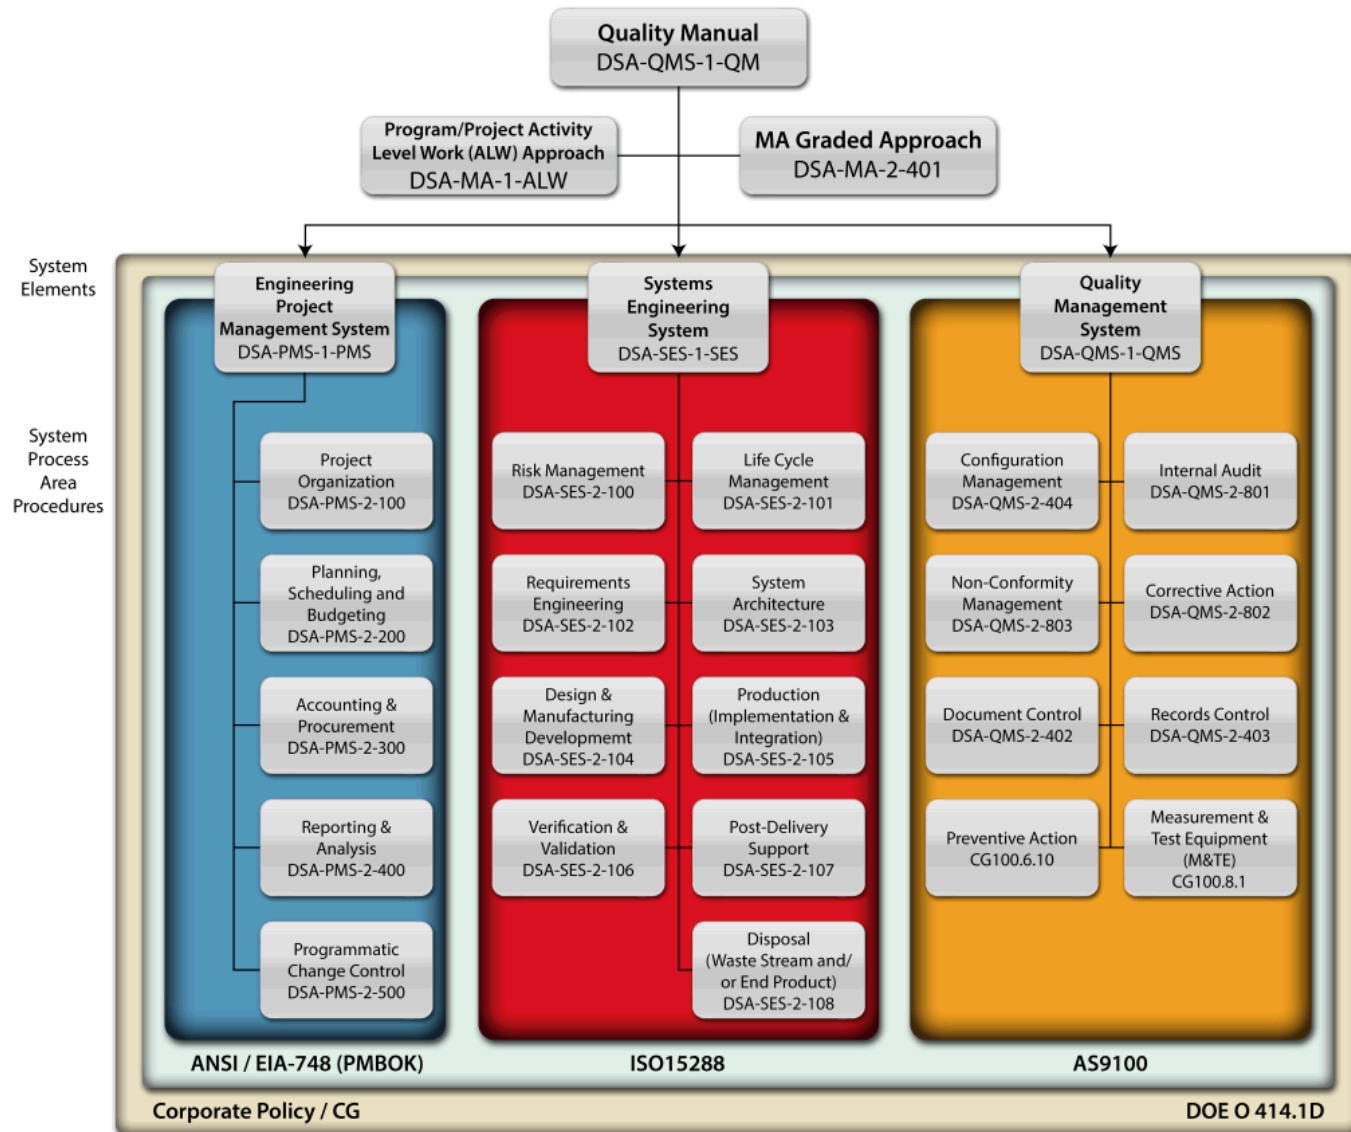 Quality Manual
DSA-QMS-1-QM
Program/Project Activity
Level Work (ALW) Approach
DSA-MA-1-ALW
MA Graded Approach
DSA-MA-2-401
System
Elements
Engineering
Project
Management System
DSA-PMS-1-PMS
Systems
Engineering
System
DSA-SES-1-SES
Quality
Management
System
DSA-QMS-1-QMS
System
Process
Area
Procedures
Project
Organization
DSA-PMS-2-100
Planning,
Scheduling and
Budgeting
DSA-PMS-2-200
Accounting &
Procurement
DSA-PMS-2-300
Reporting &
Analysis
DSA-PMS-2-400
Programmatic
Change Control
DSA-PMS-2-500
Risk Management
DSA-SES-2-100
Life Cycle
Management
DSA-SES-2-101
Requirements
Engineering
DSA-SES-2-102
System
Architecture
DSA-SES-2-103
Design &
Manufacturing
Developmemt
DSA-SES-2-104
Production
(Implementation &
Integration)
DSA-SES-2-105
Verification &
Validation
DSA-SES-2-106
Post-Delivery
Support
DSA-SES-2-107
Disposal
(Waste Stream and/
or End Product)
DSA-SES-2-108
Configuration
Management
DSA-QMS-2-404
Internal Audit
DSA-QMS-2-801
Non-Conformity
Management
DSA-QMS-2-803
Corrective Action
DSA-QMS-2-802
Document Control
DSA-QMS-2-402
Records Control
DSA-QMS-2-403
Preventive Action
CG100.6.10
Measurement &
Test Equipment
(M&TE)
CG100.8.1
ANSI / EIA-748 (PMBOK)
ISO15288
AS9100
Corporate Policy / CG
DOE O 414.1D